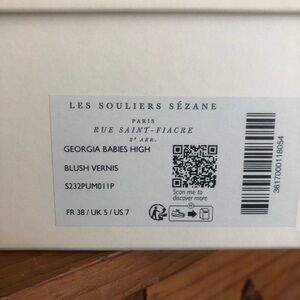 LES SOULIERS SÉZANE
PARIS
RUE SAINT-FIACRE
2e ARR.
GEORGIA BABIES HIGH
BLUSH VERNIS
S232PUM011P
Scan me to
discover more
FR 38 / UK 5 / US 7
3617000118054